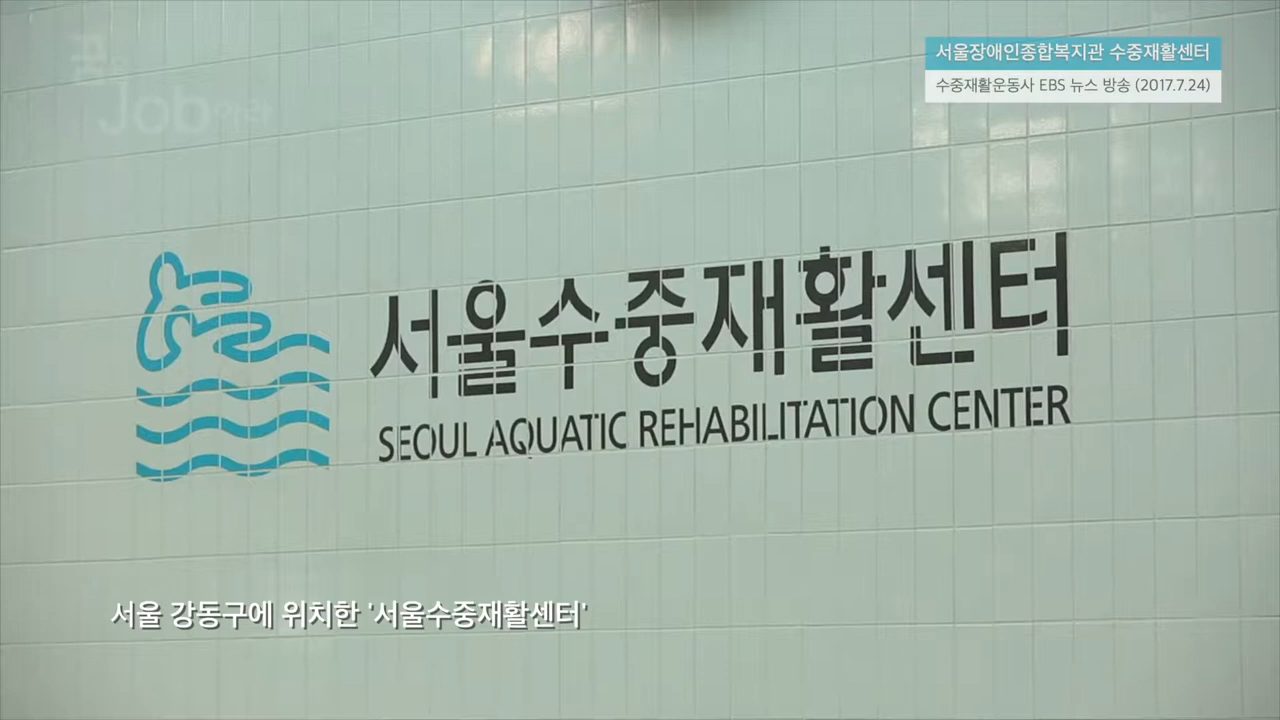 Job
서울장애인종합복지관 수중재활센터
수중재활운동사 EBS 뉴스 방송 (2017.7.24)
서울수중재활센터
SEOUL AQUATIC REHABILITATION CENTER
서울 강동구에 위치한 '서울수중재활센터'